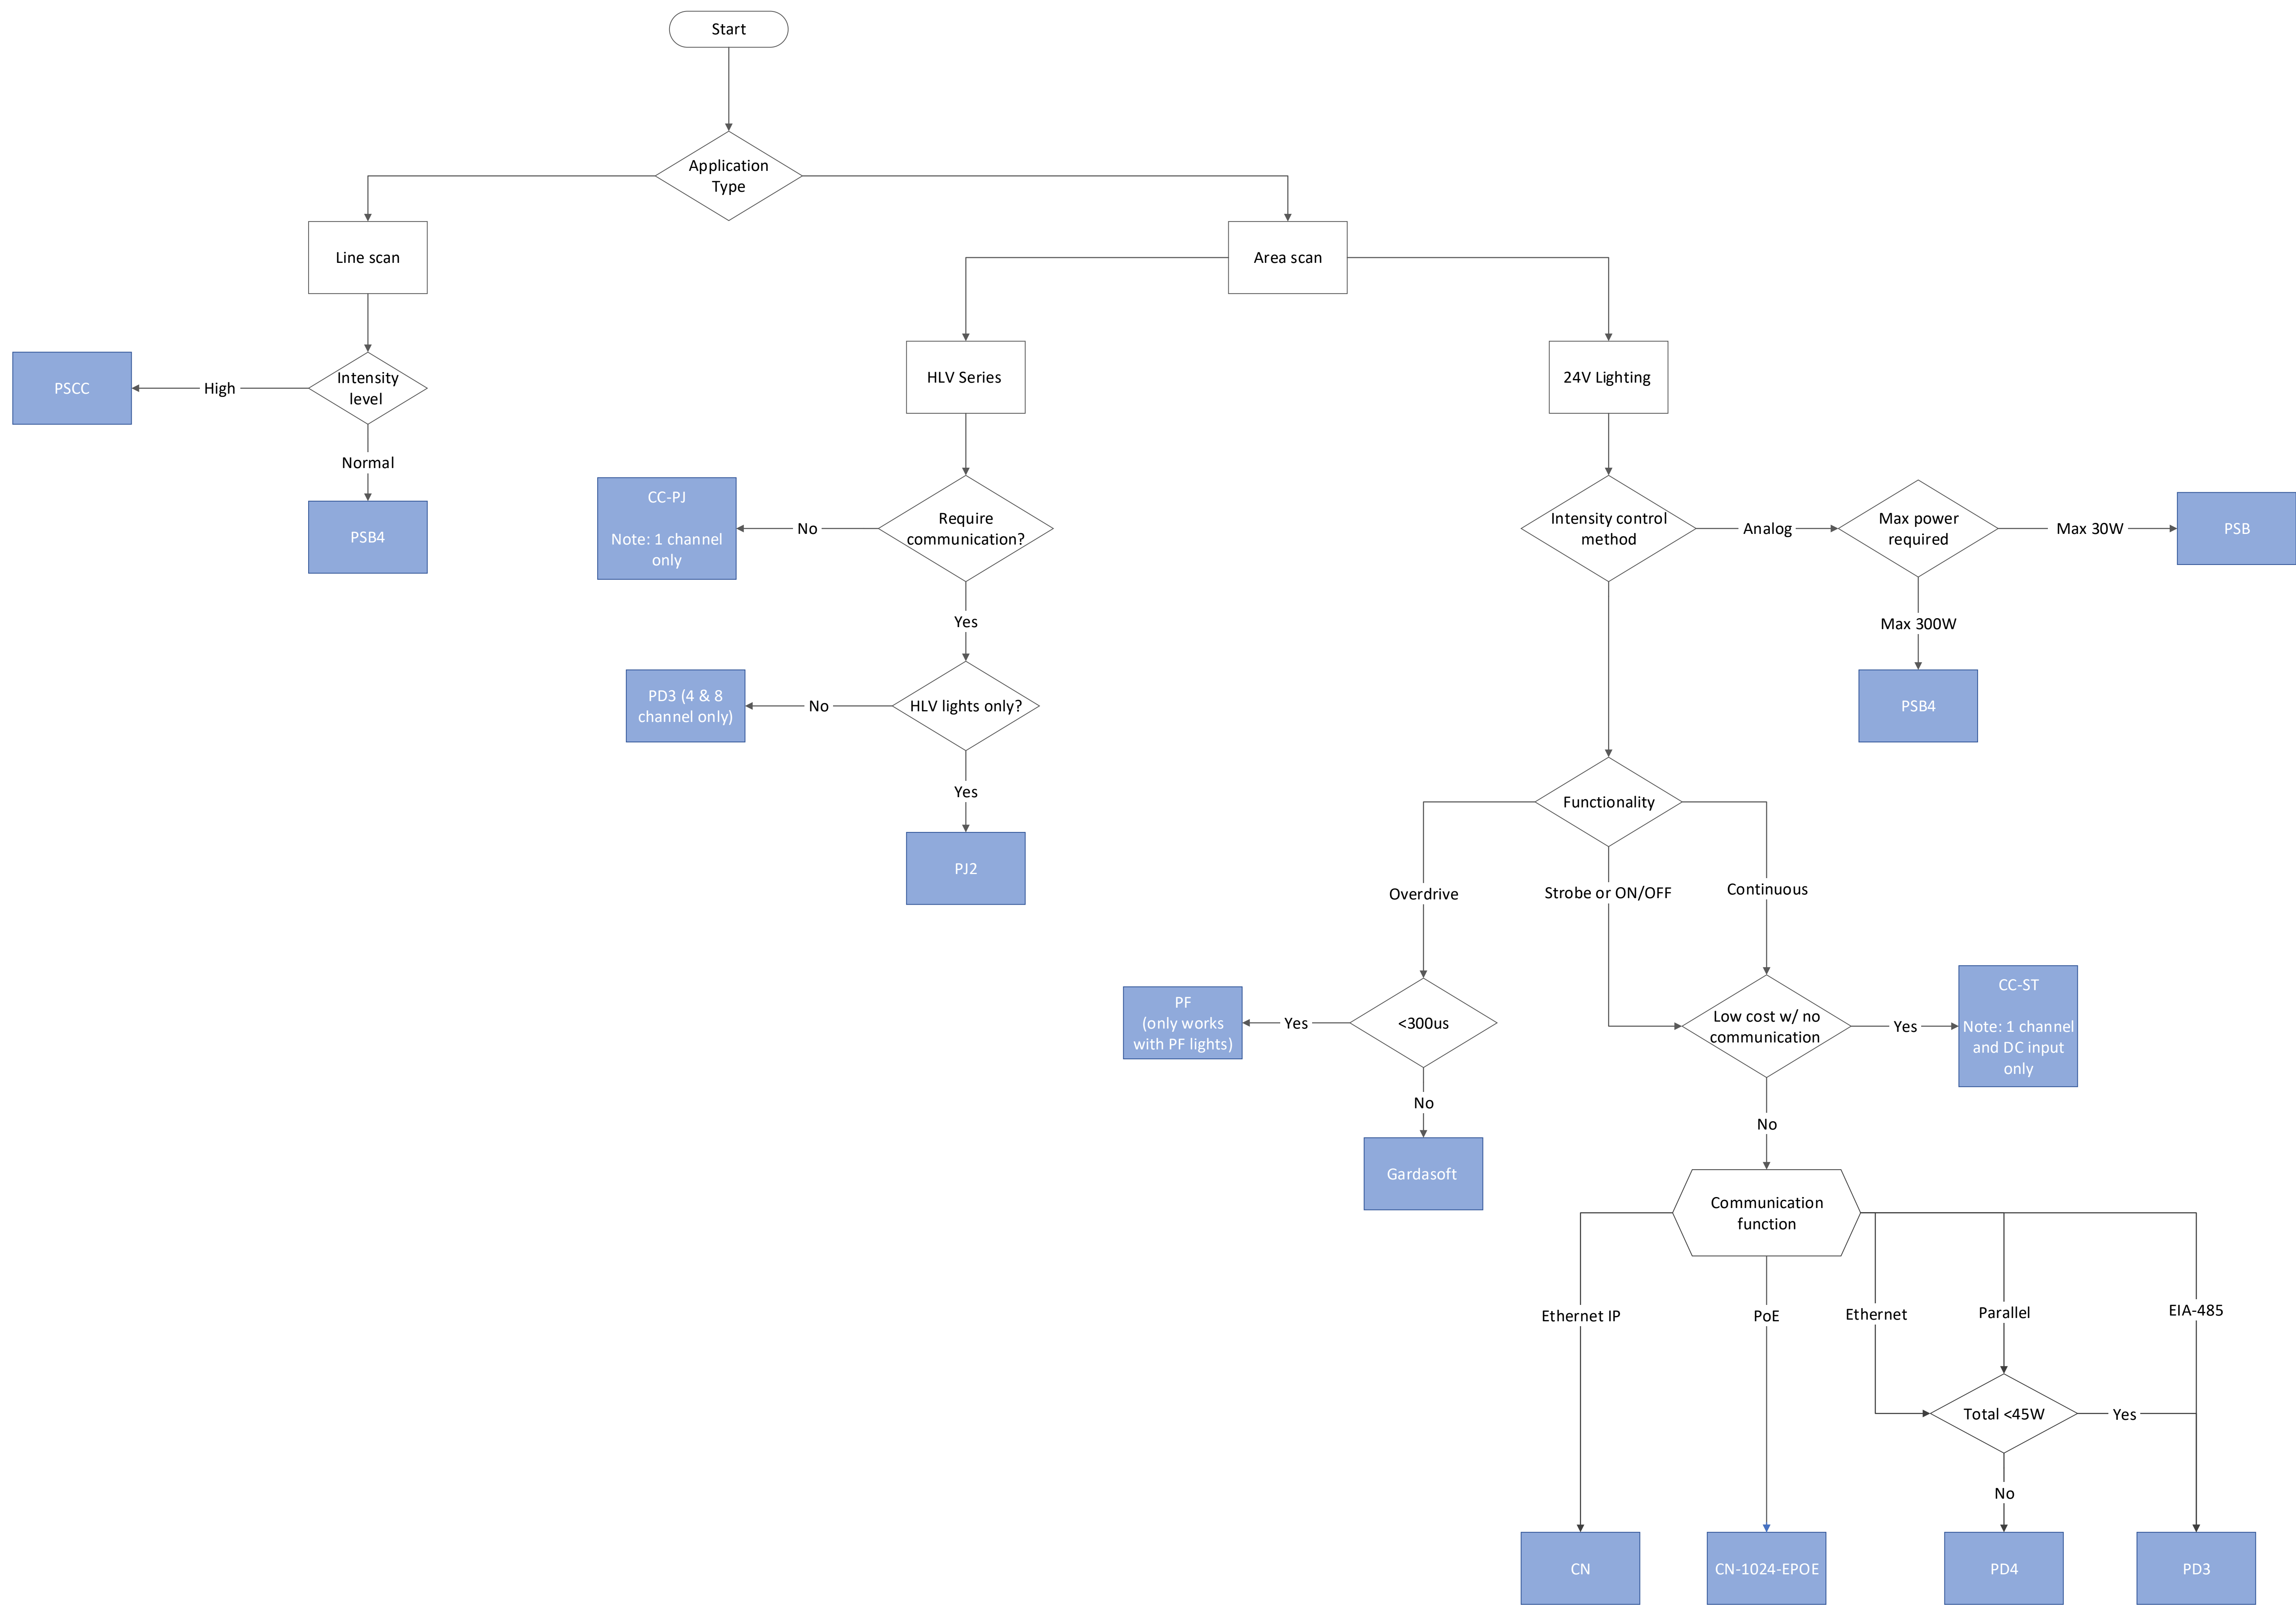 Start
Application
Type
Line scan
Area scan
HLV Series
24V Lighting
PSCC
High
Intensity
level
Normal
PSB4
CC-PJ
Note: 1 channel
only
No
Require
communication?
Yes
PD3 (4 & 8
channel only)
No
HLV lights only?
Yes
PJ2
Intensity control
method
Analog
Max power
required
Max 30W
PSB
Max 300W
PSB4
Functionality
Overdrive
Strobe or ON/OFF
Continuous
PF
(only works
with PF lights)
Yes
<300us
No
Gardasoft
Low cost w/ no
communication
Yes
CC-ST
Note: 1 channel
and DC input
only
No
Communication
function
Ethernet IP
PoE
Ethernet
Parallel
EIA-485
Total <45W
Yes
No
CN
CN-1024-EPOE
PD4
PD3